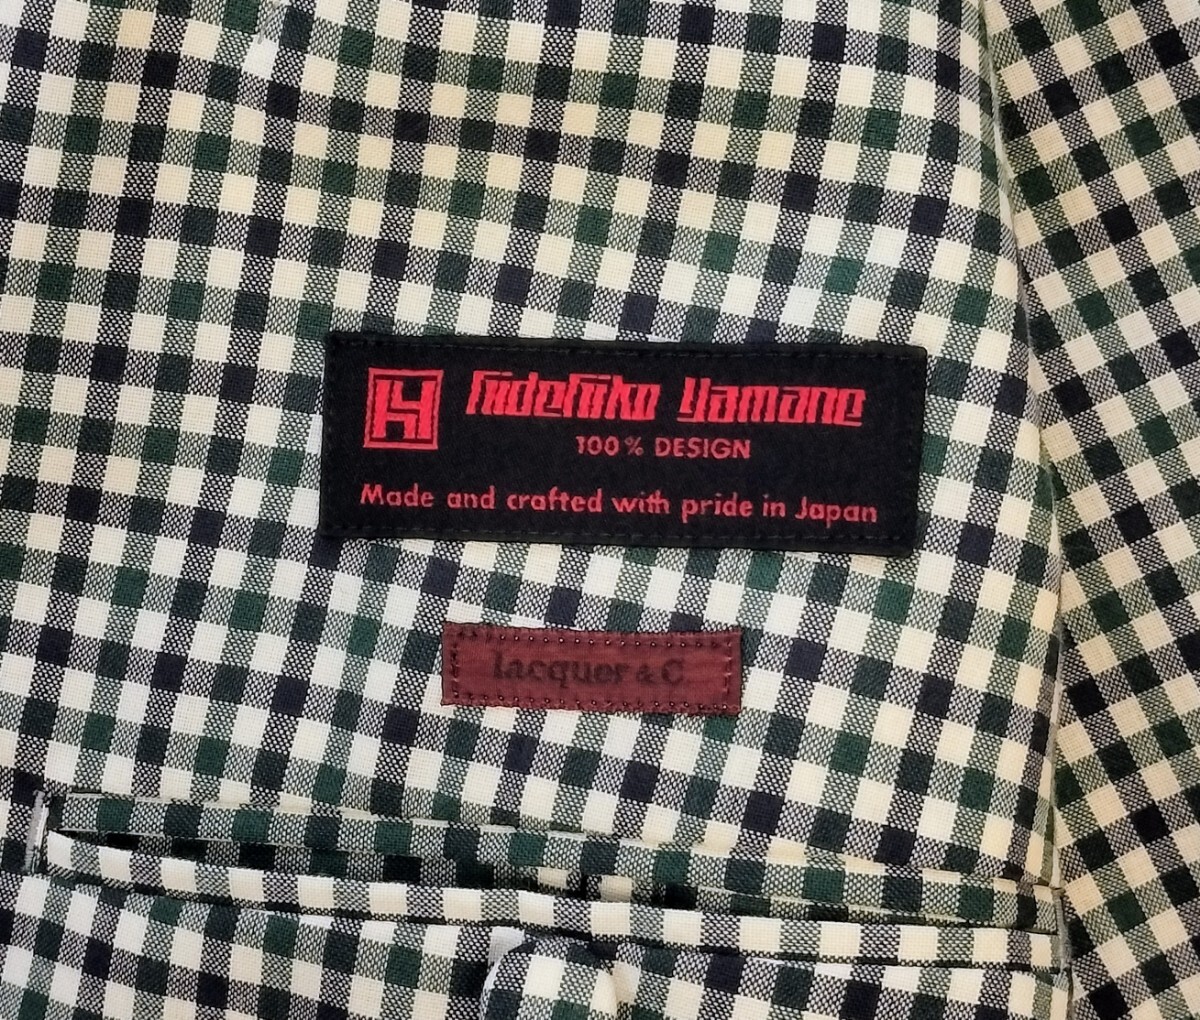 Hidehiko Yamane
100% DESIGN
Made and crafted with pride in Japan
lacquer & C